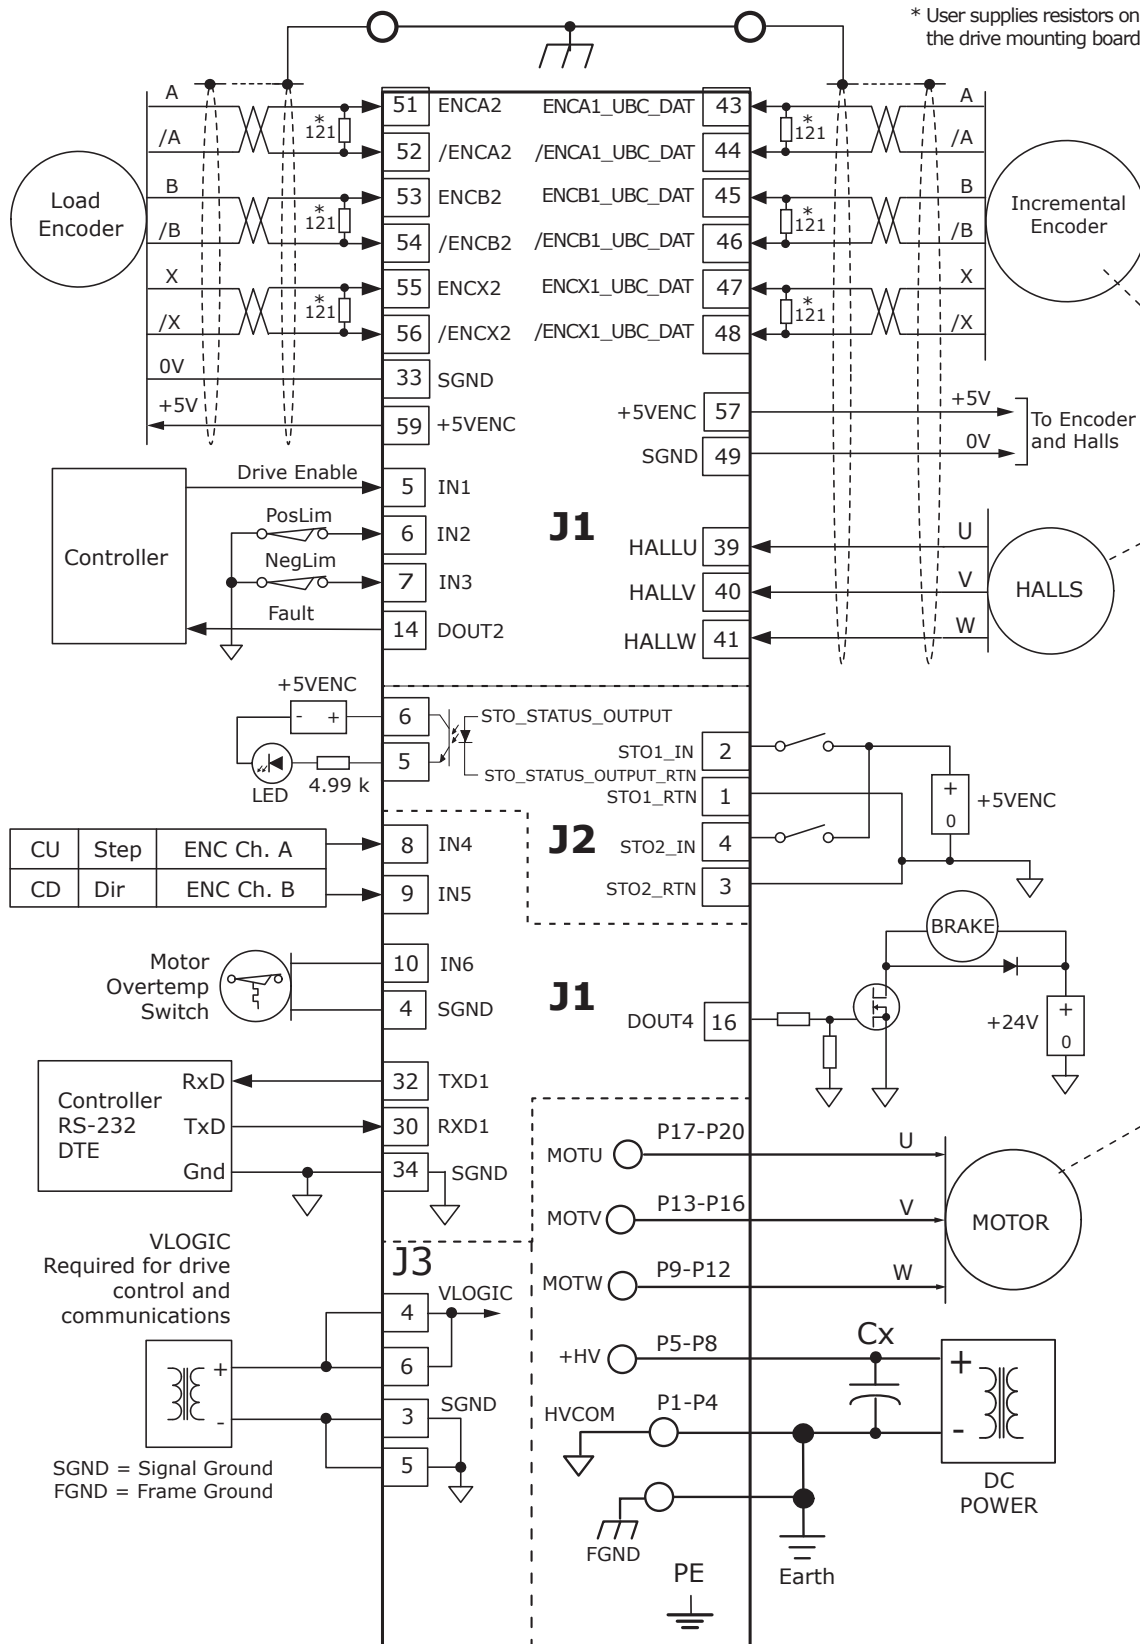 * User supplies resistors on
the drive mounting board
A
/A
B
/B
X
/X
0V
+5V
Load
Encoder
*
121
*
121
*
121
51 ENCA2
52 /ENCA2
53 ENCB2
54 /ENCB2
55 ENCX2
56 /ENCX2
33 SGND
59 +5VENC
ENCA1_UBC_DAT 43
/ENCA1_UBC_DAT 44
ENCB1_UBC_DAT 45
/ENCB1_UBC_DAT 46
ENCX1_UBC_DAT 47
/ENCX1_UBC_DAT 48
+5VENC 57
SGND 49
*
121
*
121
*
121
A
/A
B
/B
X
/X
Incremental
Encoder
+5V
0V
To Encoder
and Halls
Controller
Drive Enable
PosLim
NegLim
Fault
5 IN1
6 IN2
7 IN3
14 DOUT2
J1
HALLU 39
HALLV 40
HALLW 41
U
V
W
HALLS
+5VENC
- +
LED
4.99 k
6
5
STO_STATUS_OUTPUT
STO_STATUS_OUTPUT_RTN
STO1_IN 2
STO1_RTN 1
STO2_IN 4
STO2_RTN 3
J2
+
0
+5VENC
CU Step ENC Ch. A
CD Dir ENC Ch. B
8 IN4
9 IN5
Motor
Overtemp
Switch
10 IN6
4 SGND
J1
DOUT4 16
BRAKE
+24V
+
0
Controller
RS-232
DTE
RxD
TxD
Gnd
32 TXD1
30 RXD1
34 SGND
MOTU P17-P20 U
MOTV P13-P16 V
MOTW P9-P12 W
MOTOR
VLOGIC
Required for drive
control and
communications
+
-
J3
4 VLOGIC
6
3 SGND
5
SGND = Signal Ground
FGND = Frame Ground
+HV P5-P8
HVCOM P1-P4
Cx
+
-
DC
POWER
FGND
Earth
PE